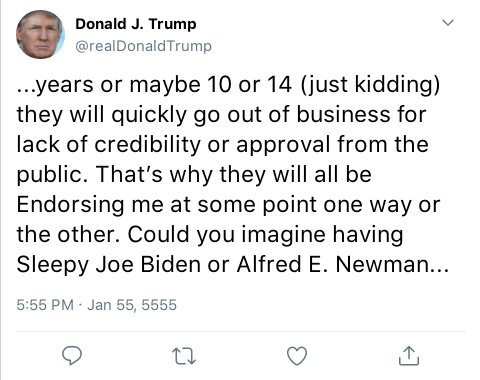 Donald J. Trump
@realDonaldTrump
...years or maybe 10 or 14 (just kidding)
they will quickly go out of business for
lack of credibility or approval from the
public. That’s why they will all be
Endorsing me at some point one way or
the other. Could you imagine having
Sleepy Joe Biden or Alfred E. Newman...
5:55 PM · Jan 55, 5555